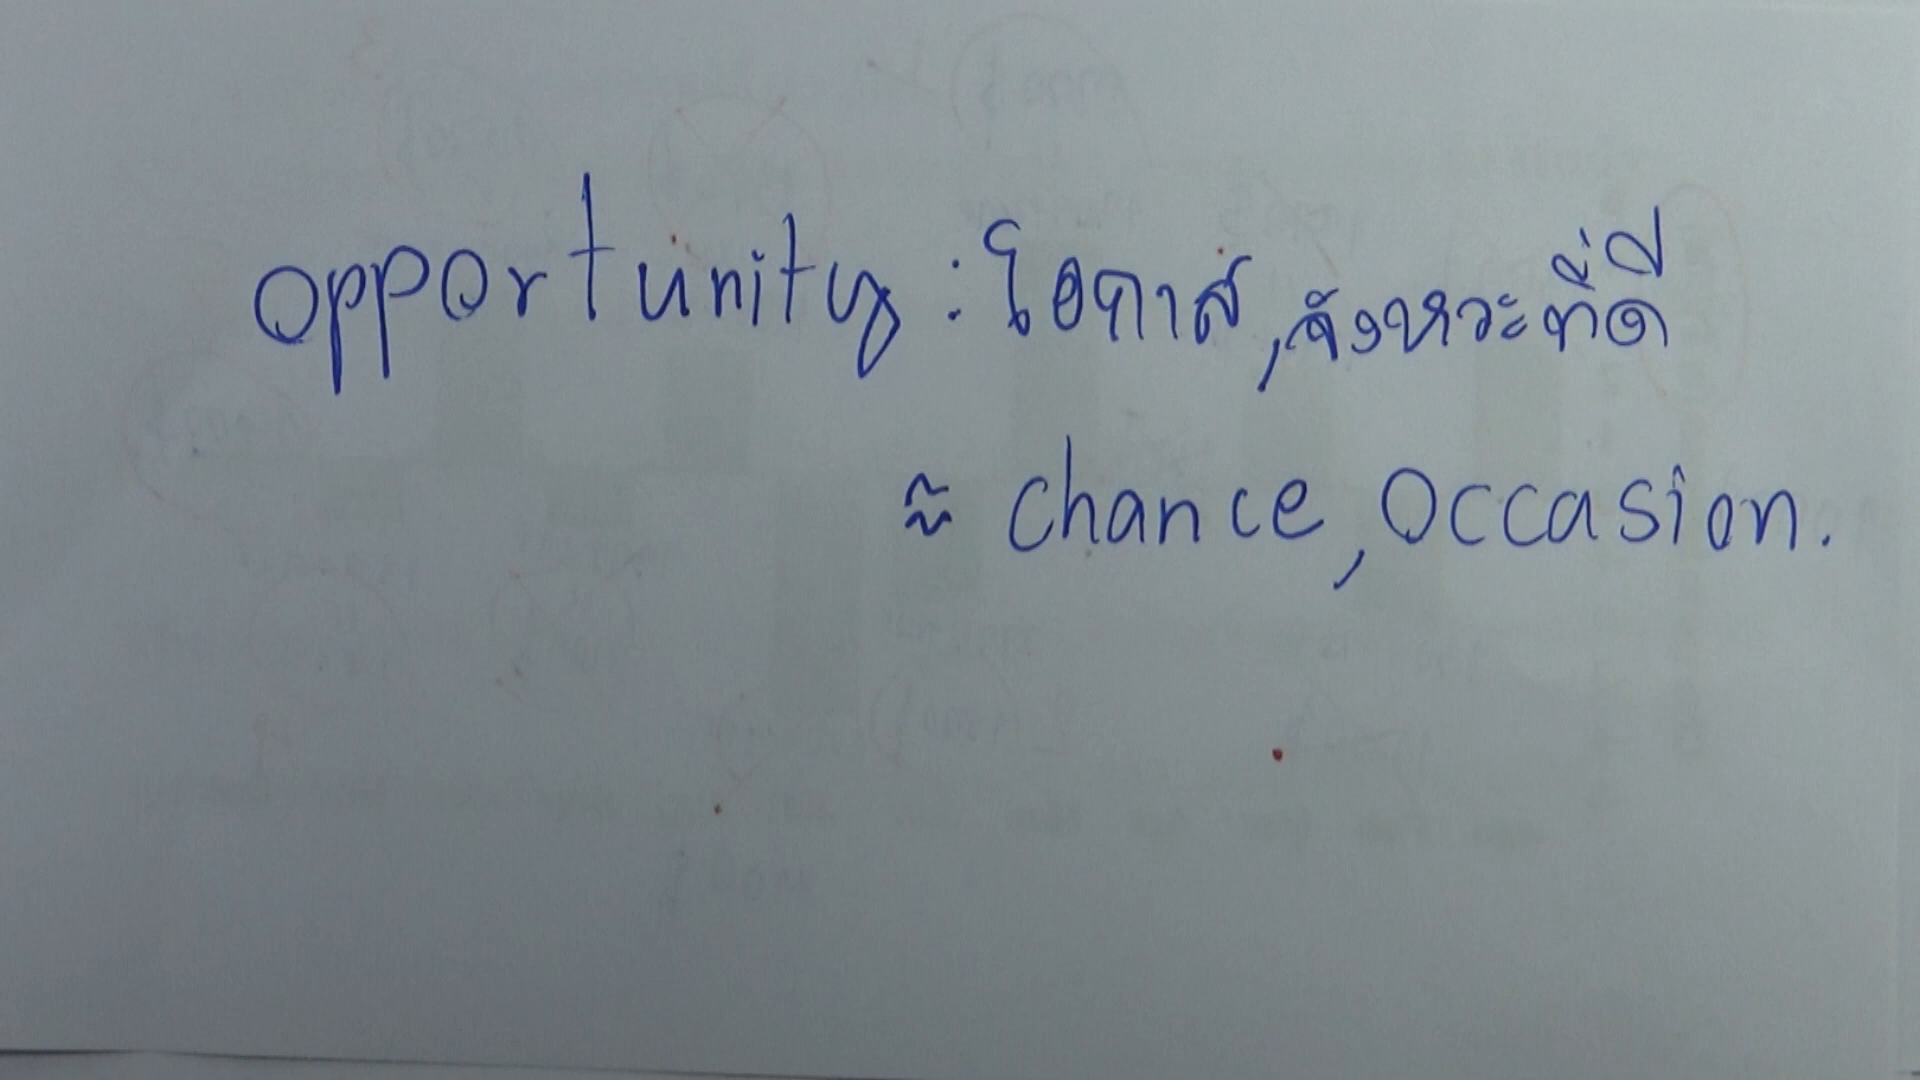 opportunity : โอกาส, จังหวะที่ดี
≈ chance, occasion.